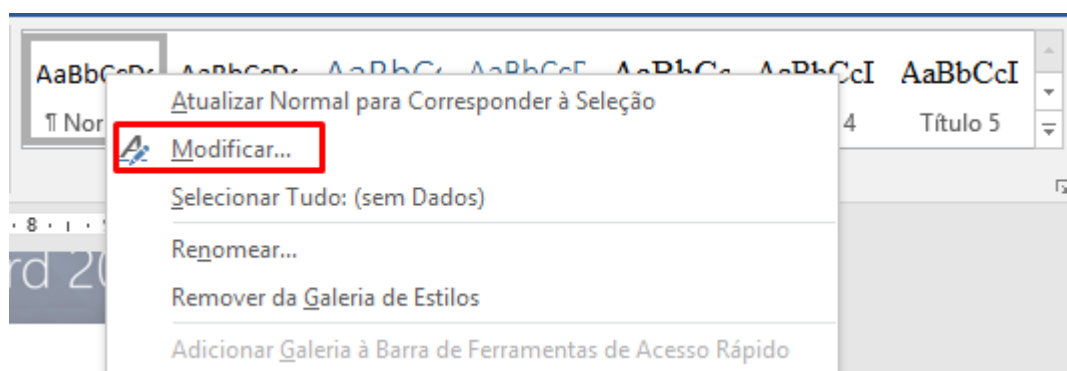 AaBbCcDc AaBbCcDc AaBbCc AaBbCcD AaBbCc AaBbCcI AaBbCcI
¶ Nor 4 Título 5
Atualizar Normal para Corresponder à Seleção
Modificar...
Selecionar Tudo: (sem Dados)
· 8 · ı ·
Renomear...
rd 20
Remover da Galeria de Estilos
Adicionar Galeria à Barra de Ferramentas de Acesso Rápido